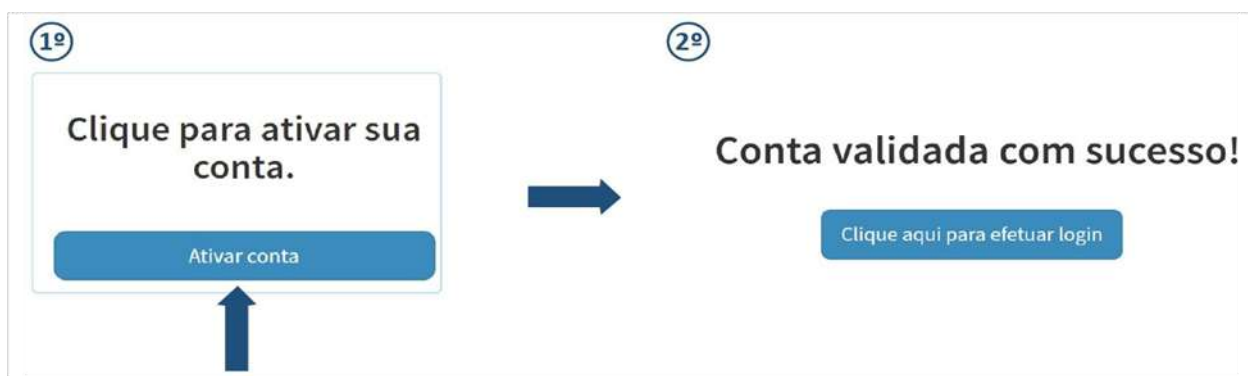 1º
Clique para ativar sua
conta.
Ativar conta
2º
Conta validada com sucesso!
Clique aqui para efetuar login